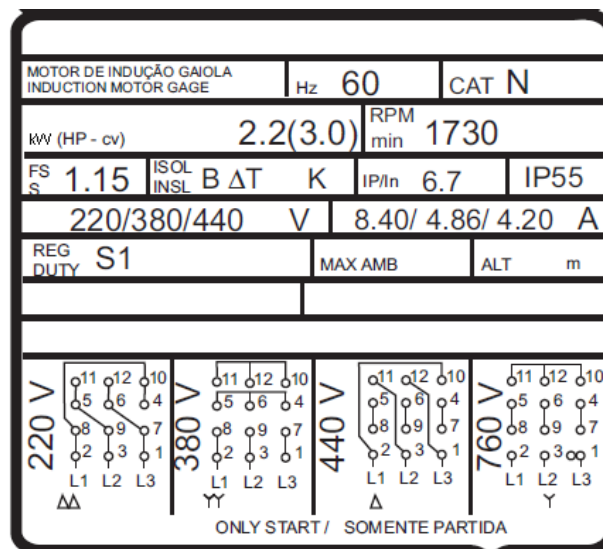 MOTOR DE INDUÇÃO GAIOLA
INDUCTION MOTOR GAGE
Hz 60
CAT N
kW (HP - cv) 2.2(3.0)
RPM
min 1730
FS
S 1.15
ISOL
INSL B ΔT K
IP/In 6.7
IP55
220/380/440 V
8.40/ 4.86/ 4.20 A
REG
DUTY S1
MAX AMB
ALT m
220 V
11 12 10
5 6 4
8 9 7
2 3 1
L1 L2 L3
ΔΔ
380 V
11 12 10
5 6 4
8 9 7
2 3 1
L1 L2 L3
YY
440 V
11 12 10
5 6 4
8 9 7
2 3 1
L1 L2 L3
Δ
760 V
11 12 10
5 6 4
8 9 7
2 3 1
L1 L2 L3
Y
ONLY START / SOMENTE PARTIDA